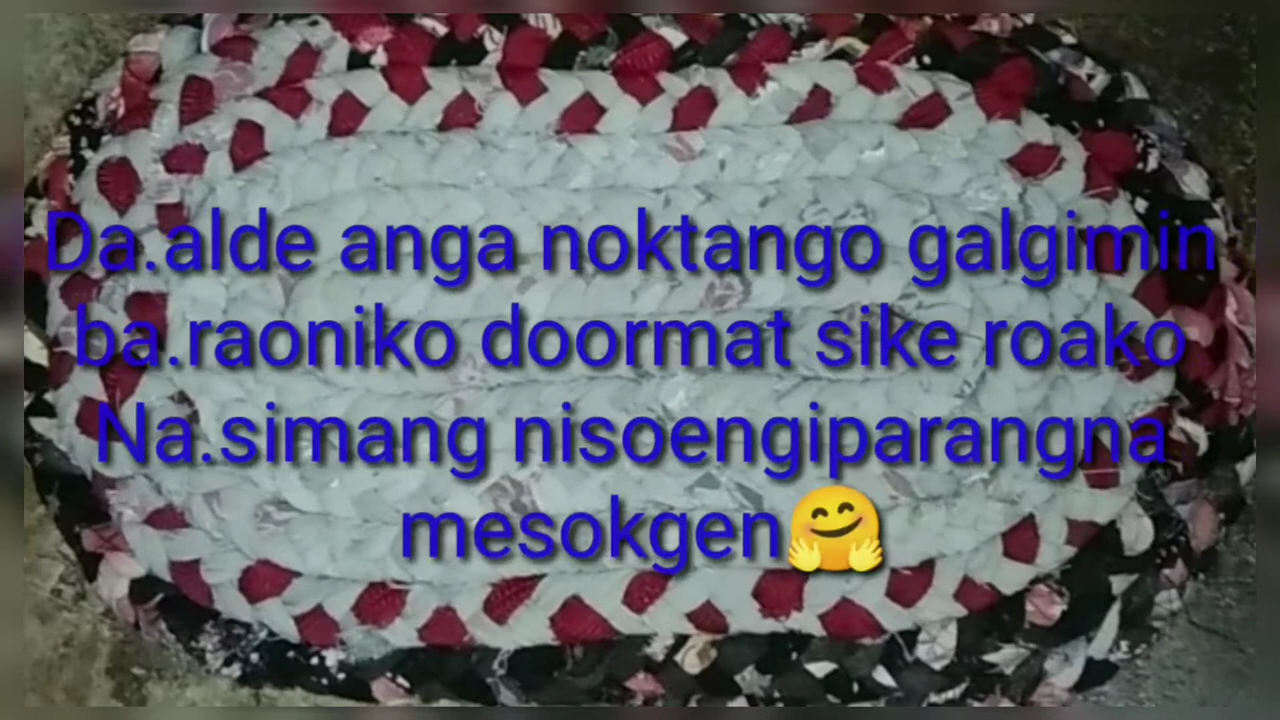 Da.alde anga noktango galgimin
ba.raoniko doormat sike roako
Na.simang nisoengiparangna
mesokgen🤗